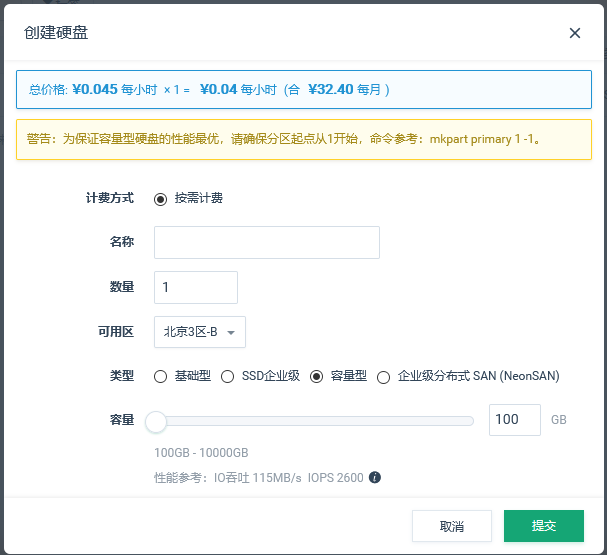 创建硬盘
总价格: ¥0.045 每小时 × 1 = ¥0.04 每小时 (合 ¥32.40 每月 )
警告：为保证容量型硬盘的性能最优，请确保分区起点从1开始，命令参考：mkpart primary 1 -1。
计费方式 按需计费
名称
数量 1
可用区 北京3区-B
类型 基础型 SSD企业级 容量型 企业级分布式 SAN (NeonSAN)
容量 100 GB
100GB - 10000GB
性能参考：IO吞吐 115MB/s IOPS 2600
取消 提交